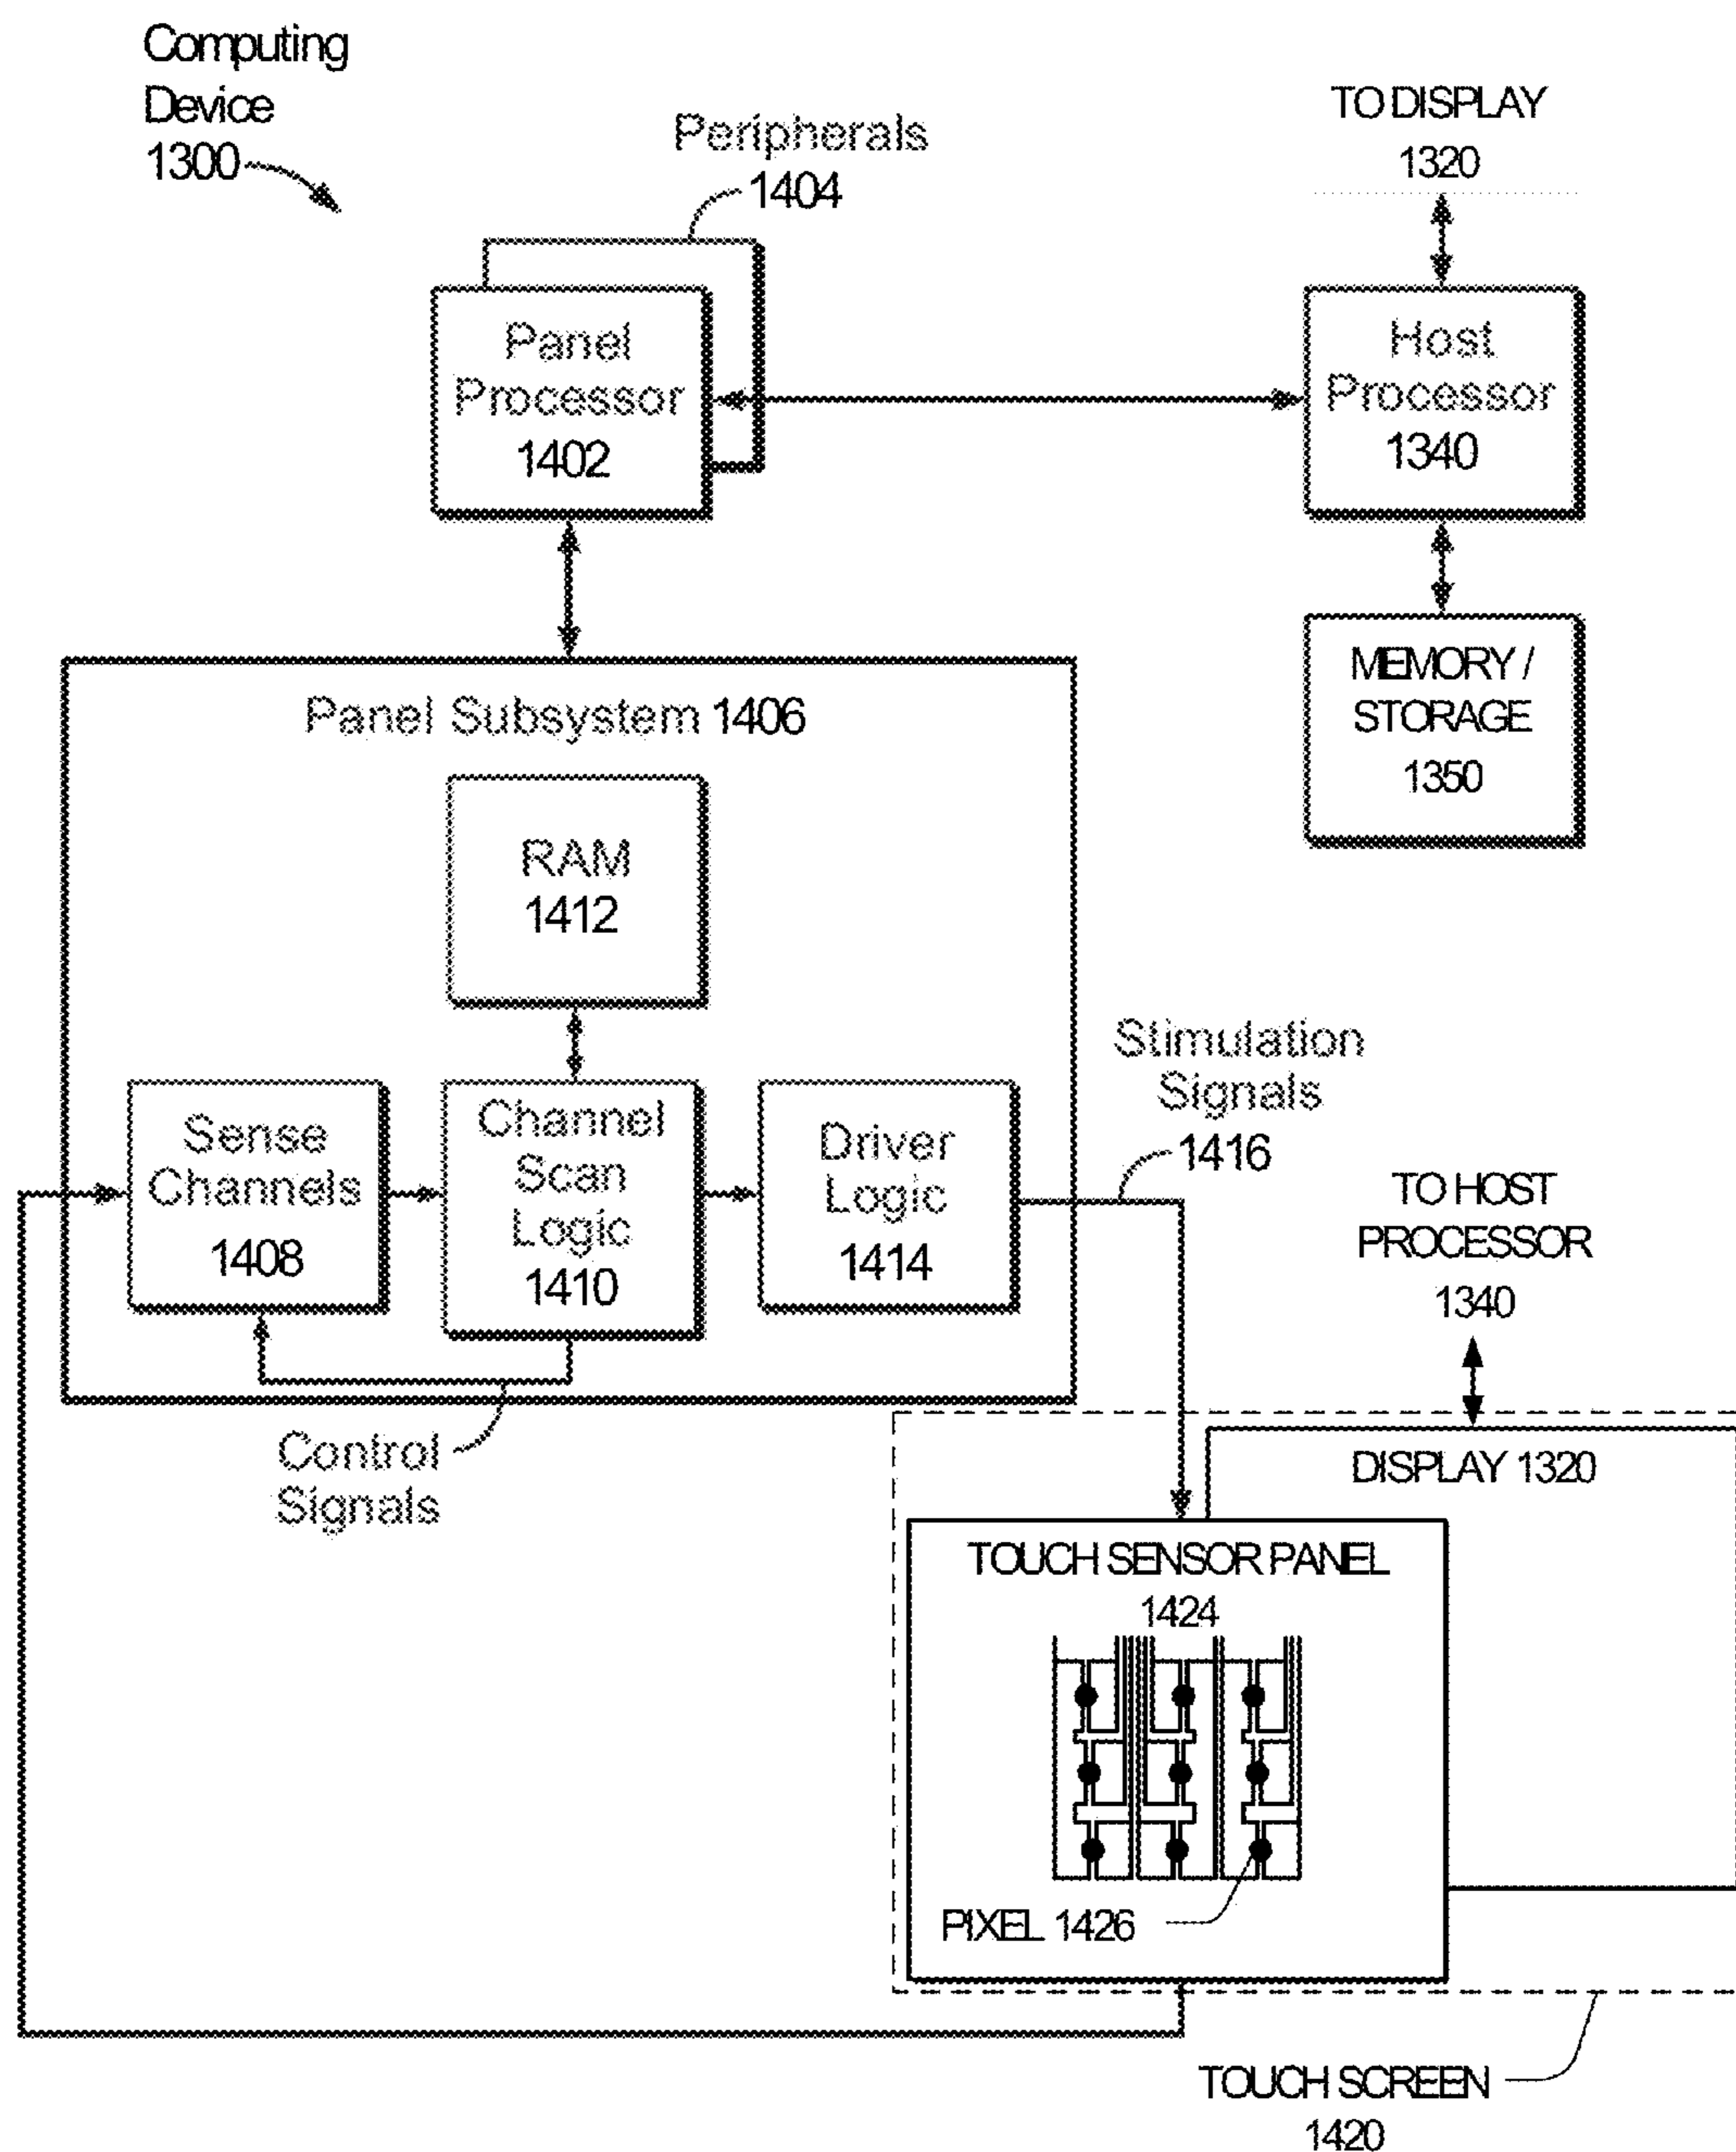 Computing
Device
1300
Peripherals
1404
TO DISPLAY
1320
Panel
Processor
1402
Host
Processor
1340
MEMORY /
STORAGE
1350
Panel Subsystem 1406
RAM
1412
Sense
Channels
1408
Channel
Scan
Logic
1410
Driver
Logic
1414
Stimulation
Signals
1416
TO HOST
PROCESSOR
1340
Control
Signals
DISPLAY 1320
TOUCH SENSOR PANEL
1424
PIXEL 1426
TOUCH SCREEN
1420